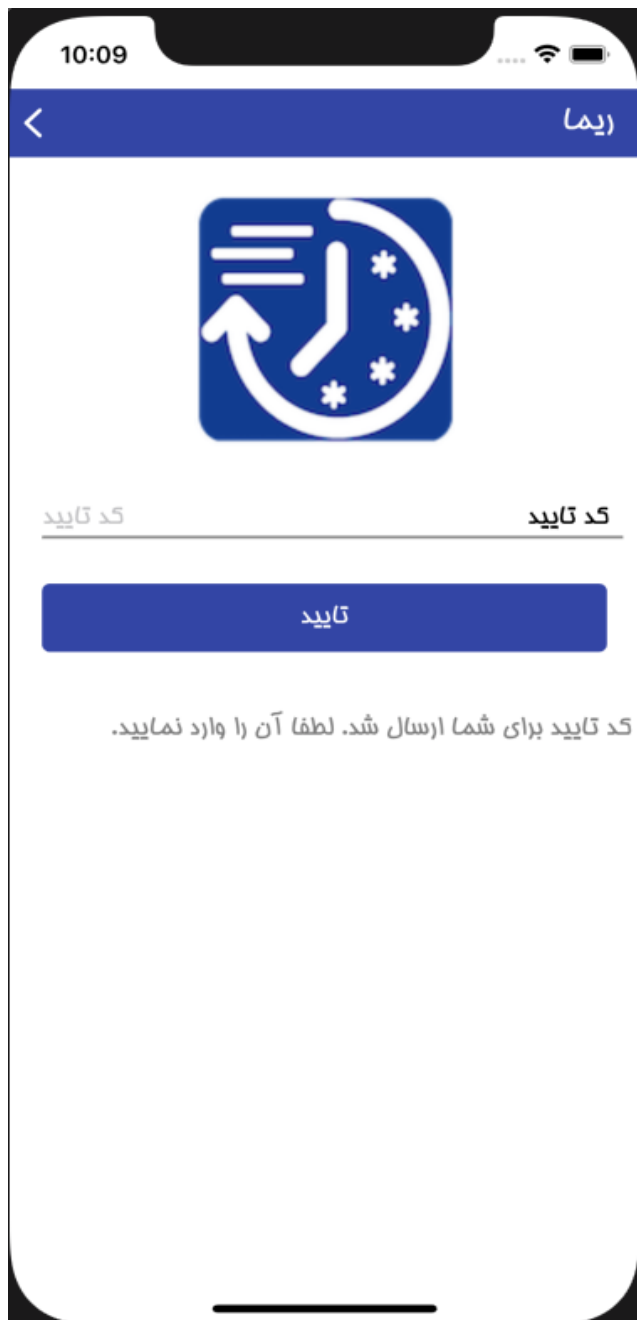 10:09
ریما
کد تایید
کد تایید
تایید
کد تایید برای شما ارسال شد. لطفا آن را وارد نمایید.